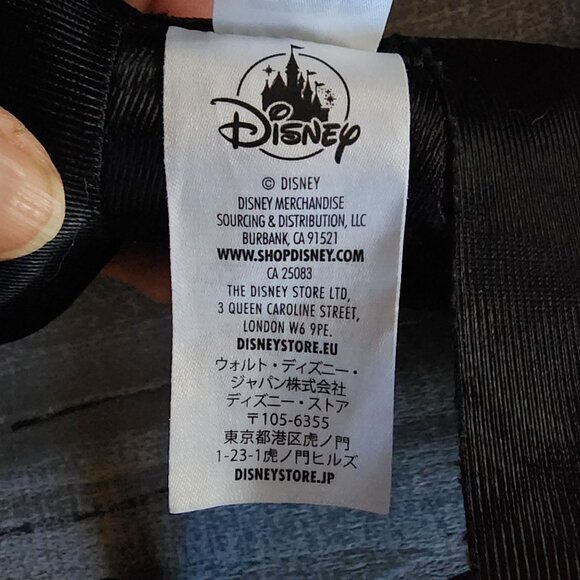 Disney
© DISNEY
DISNEY MERCHANDISE
SOURCING & DISTRIBUTION, LLC
BURBANK, CA 91521
WWW.SHOPDISNEY.COM
CA 25083
THE DISNEY STORE LTD,
3 QUEEN CAROLINE STREET,
LONDON W6 9PE.
DISNEYSTORE.EU
ウォルト・ディズニー・
ジャパン株式会社
ディズニー・ストア
〒105-6355
東京都港区虎ノ門
1-23-1虎ノ門ヒルズ
DISNEYSTORE.JP